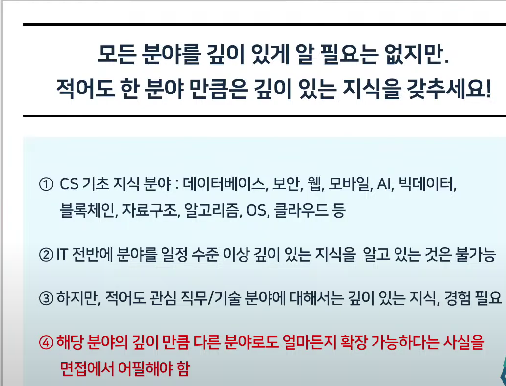 모든 분야를 깊이 있게 알 필요는 없지만.
적어도 한 분야 만큼은 깊이 있는 지식을 갖추세요!
① CS 기초 지식 분야 : 데이터베이스, 보안, 웹, 모바일, AI, 빅데이터,
블록체인, 자료구조, 알고리즘, OS, 클라우드 등
② IT 전반에 분야를 일정 수준 이상 깊이 있는 지식을 알고 있는 것은 불가능
③ 하지만, 적어도 관심 직무/기술 분야에 대해서는 깊이 있는 지식, 경험 필요
④ 해당 분야의 깊이 만큼 다른 분야로도 얼마든지 확장 가능하다는 사실을
면접에서 어필해야 함